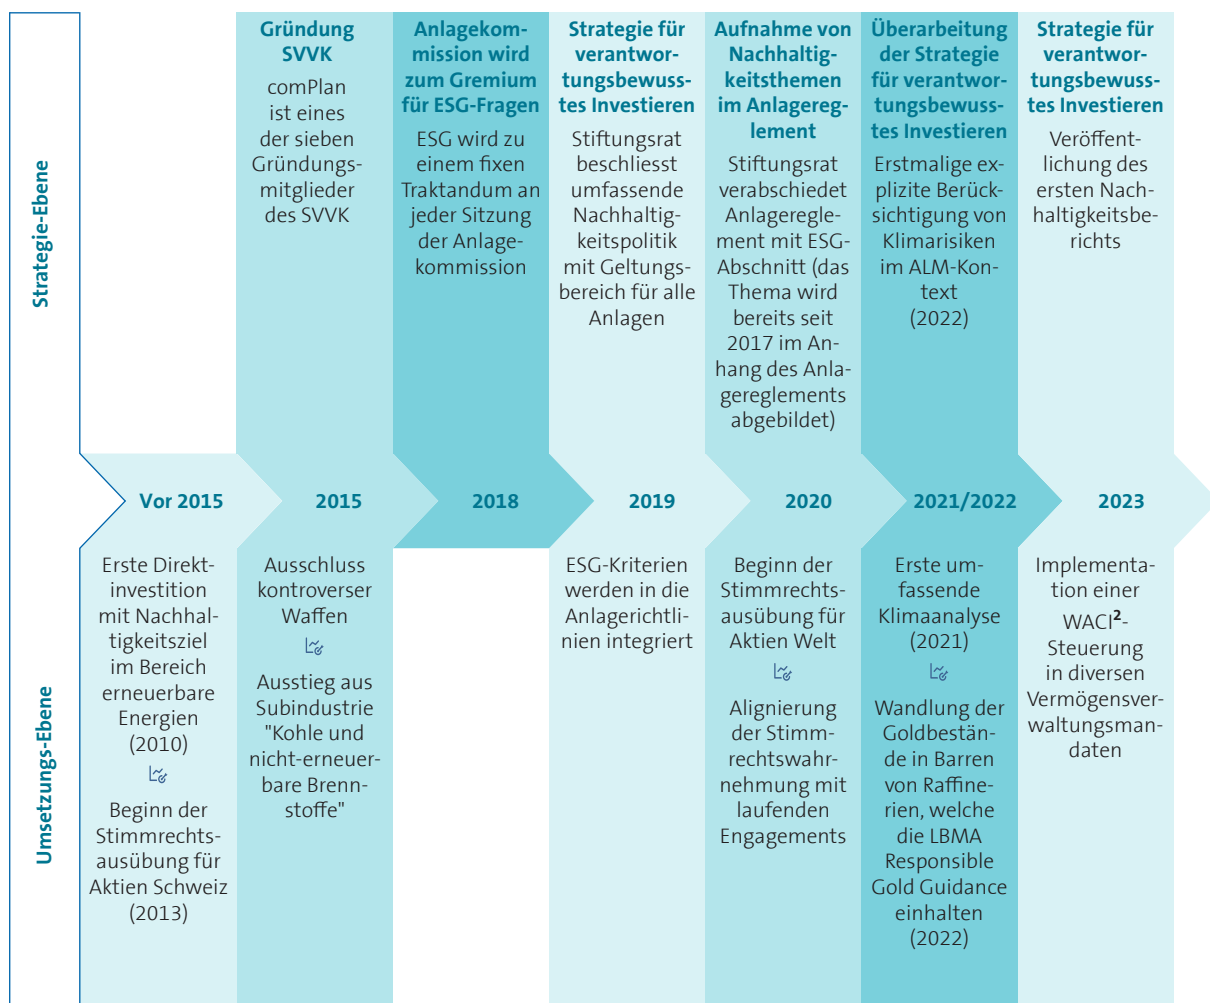 Strategie-Ebene
Gründung
SVVK
comPlan
ist eines
der sieben
Gründungs-
mitglieder
des SVVK
Anlagekom-
mission wird
zum Gremium
für ESG-Fragen
ESG wird zu
einem fixen
Traktandum an
jeder Sitzung
der Anlage-
kommission
Strategie für
verantwor-
tungsbewuss-
tes Investieren
Stiftungsrat
beschliesst
umfassende
Nachhaltig-
keitspolitik
mit Geltungs-
bereich für alle
Anlagen
Aufnahme von
Nachhaltig-
keitsthemen
im Anlagereg-
lement
Stiftungsrat
verabschiedet
Anlageregle-
ment mit ESG-
Abschnitt (das
Thema wird
bereits seit
2017 im An-
hang des Anla-
gereglements
abgebildet)
Überarbeitung
der Strategie
für verantwor-
tungsbewuss-
tes Investieren
Erstmalige ex-
plizite Berück-
sichtigung von
Klimarisiken
im ALM-Kon-
text
(2022)
Strategie für
verantwor-
tungsbewuss-
tes Investieren
Veröffent-
lichung des
ersten Nach-
haltigkeitsbe-
richts
Vor 2015
2015
2018
2019
2020
2021/2022
2023
Umsetzungs-Ebene
Erste Direkt-
investition
mit Nachhal-
tigkeitsziel
im Bereich
erneuerbare
Energien
(2010)
Beginn der
Stimmrechts-
ausübung für
Aktien Schweiz
(2013)
Ausschluss
kontroverser
Waffen
Ausstieg aus
Subindustrie
"Kohle und
nicht-erneuer-
bare Brenn-
stoffe"
ESG-Kriterien
werden in die
Anlagerichtli-
nien integriert
Beginn der
Stimmrechts-
ausübung für
Aktien Welt
Alignierung
der Stimm-
rechtswahr-
nehmung mit
laufenden
Engagements
Erste um-
fassende
Klimaanalyse
(2021)
Wandlung der
Goldbestän-
de in Barren
von Raffine-
rien, welche
die LBMA
Responsible
Gold Guidance
einhalten
(2022)
Implementa-
tion einer
WACI²-
Steuerung
in diversen
Vermögensver-
waltungsman-
daten